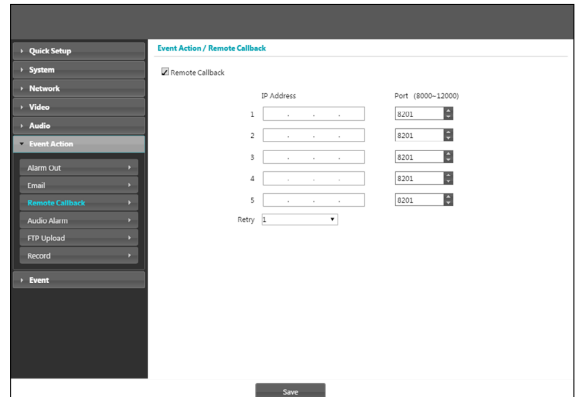 Quick Setup
System
Network
Video
Audio
Event Action
Alarm Out
Email
Remote Callback
Audio Alarm
FTP Upload
Record
Event
Event Action / Remote Callback
Remote Callback
IP Address Port (8000~12000)
1 . . . 8201
2 . . . 8201
3 . . . 8201
4 . . . 8201
5 . . . 8201
Retry 1
Save